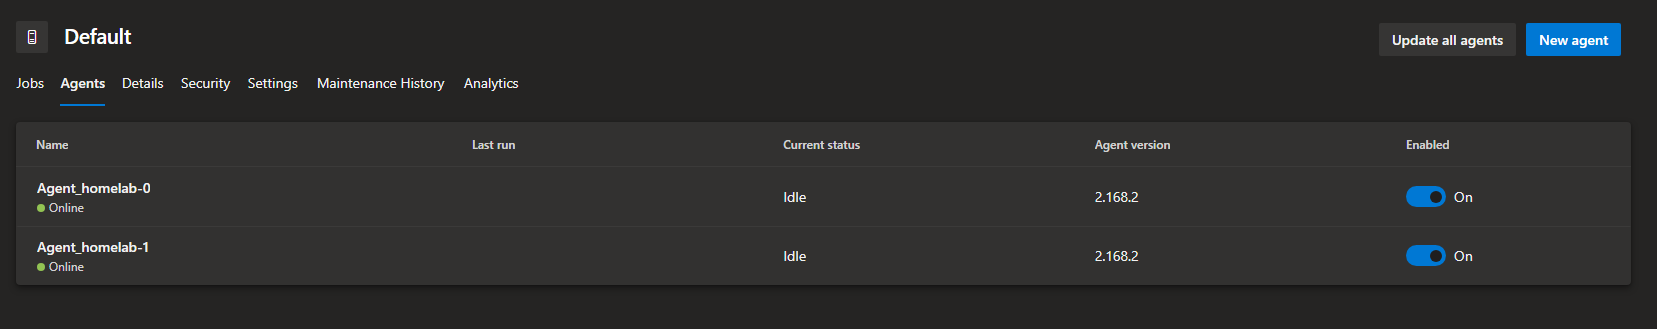 Default
Update all agents
New agent
Jobs Agents Details Security Settings Maintenance History Analytics
Name Last run Current status Agent version Enabled
Agent_homelab-0
Online
Idle 2.168.2 On
Agent_homelab-1
Online
Idle 2.168.2 On